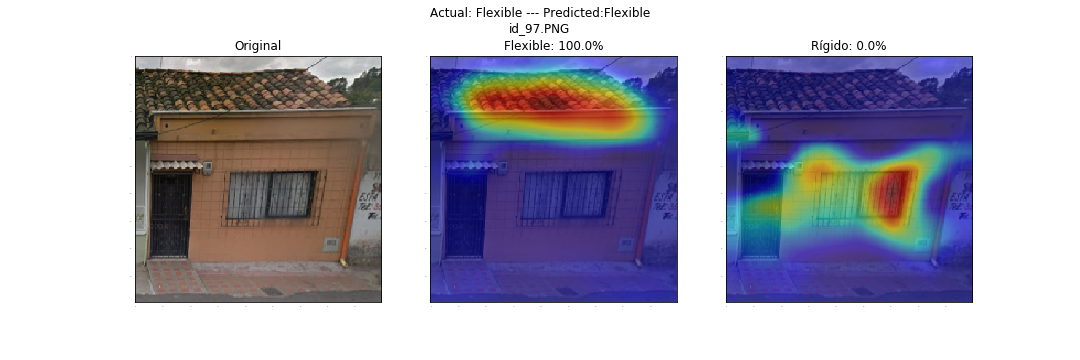 Actual: Flexible --- Predicted:Flexible
id_97.PNG
Original
Flexible: 100.0%
Rígido: 0.0%